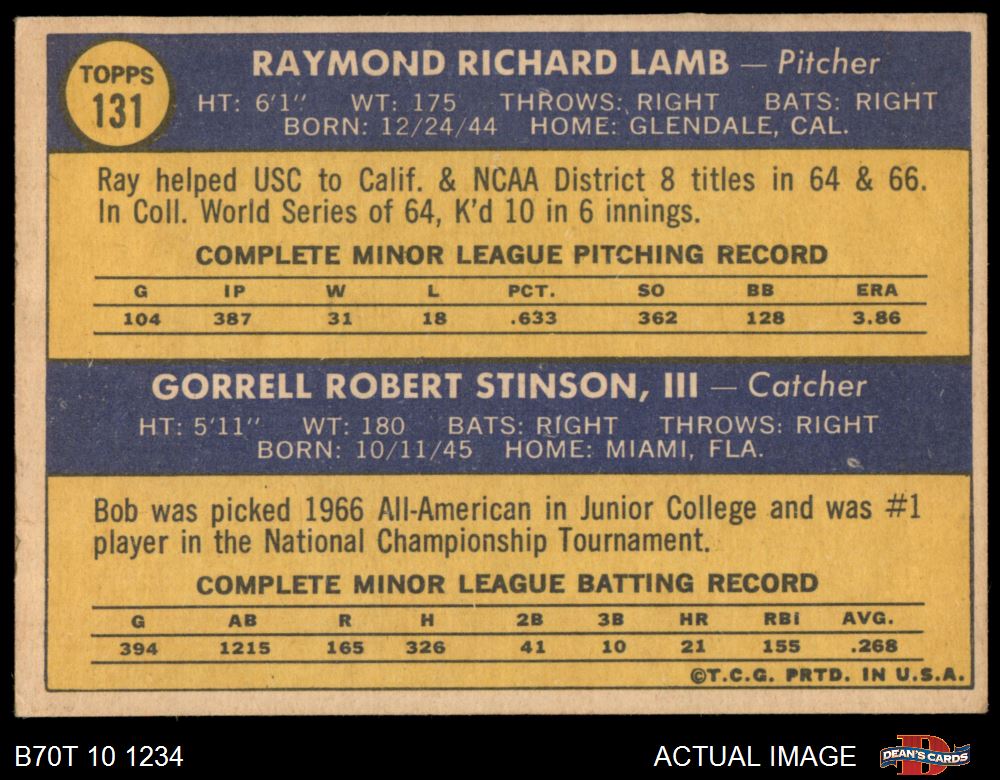 TOPPS
131
RAYMOND RICHARD LAMB — Pitcher
HT: 6'1" WT: 175 THROWS: RIGHT BATS: RIGHT
BORN: 12/24/44 HOME: GLENDALE, CAL.
Ray helped USC to Calif. & NCAA District 8 titles in 64 & 66.
In Coll. World Series of 64, K'd 10 in 6 innings.
COMPLETE MINOR LEAGUE PITCHING RECORD
G IP W L PCT. SO BB ERA
104 387 31 18 .633 362 128 3.86
GORRELL ROBERT STINSON, III — Catcher
HT: 5'11" WT: 180 BATS: RIGHT THROWS: RIGHT
BORN: 10/11/45 HOME: MIAMI, FLA.
Bob was picked 1966 All-American in Junior College and was #1
player in the National Championship Tournament.
COMPLETE MINOR LEAGUE BATTING RECORD
G AB R H 2B 3B HR RBi AVG.
394 1215 165 326 41 10 21 155 .268
©T.C.G. PRTD. IN U.S.A.
B70T 10 1234
ACTUAL IMAGE
DEAN'S CARDS